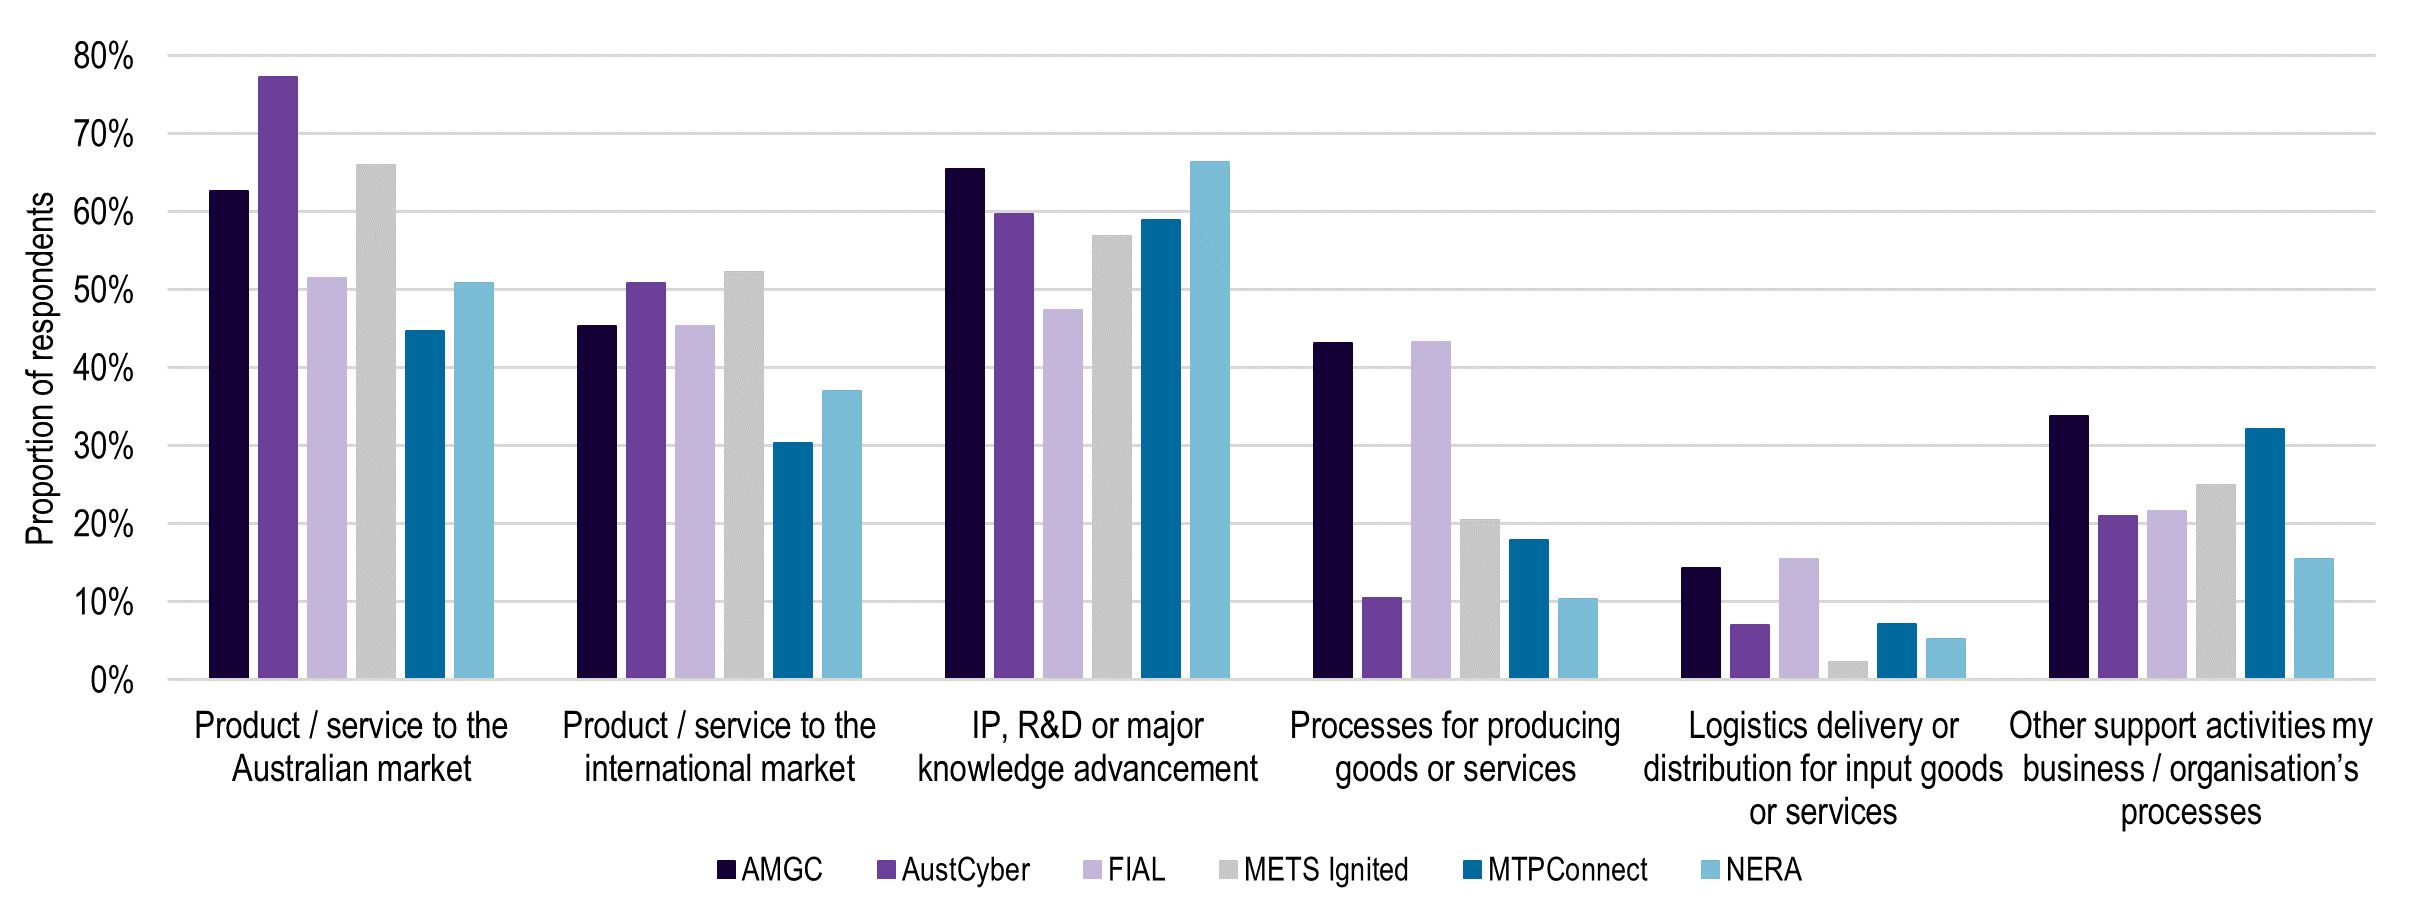 80%
70%
60%
50%
40%
30%
20%
10%
0%
Proportion of respondents
Product / service to the
Australian market
Product / service to the
international market
IP, R&D or major
knowledge advancement
Processes for producing
goods or services
Logistics delivery or
distribution for input goods
or services
Other support activities my
business / organisation’s
processes
AMGC
AustCyber
FIAL
METS Ignited
MTPConnect
NERA